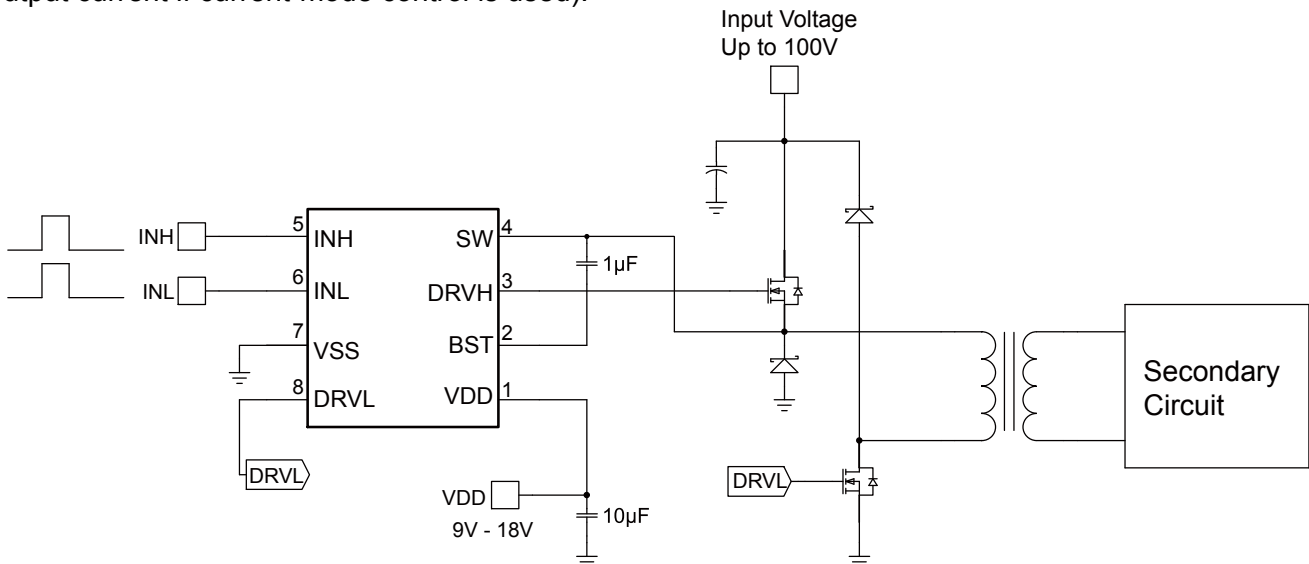 utput current if current-mode control is used).
Input Voltage
Up to 100V
INH
5
INH
SW
4
1µF
INL
6
INL
DRVH
3
7
VSS
BST
2
8
DRVL
VDD
1
DRVL
VDD
9V - 18V
10µF
DRVL
Secondary
Circuit